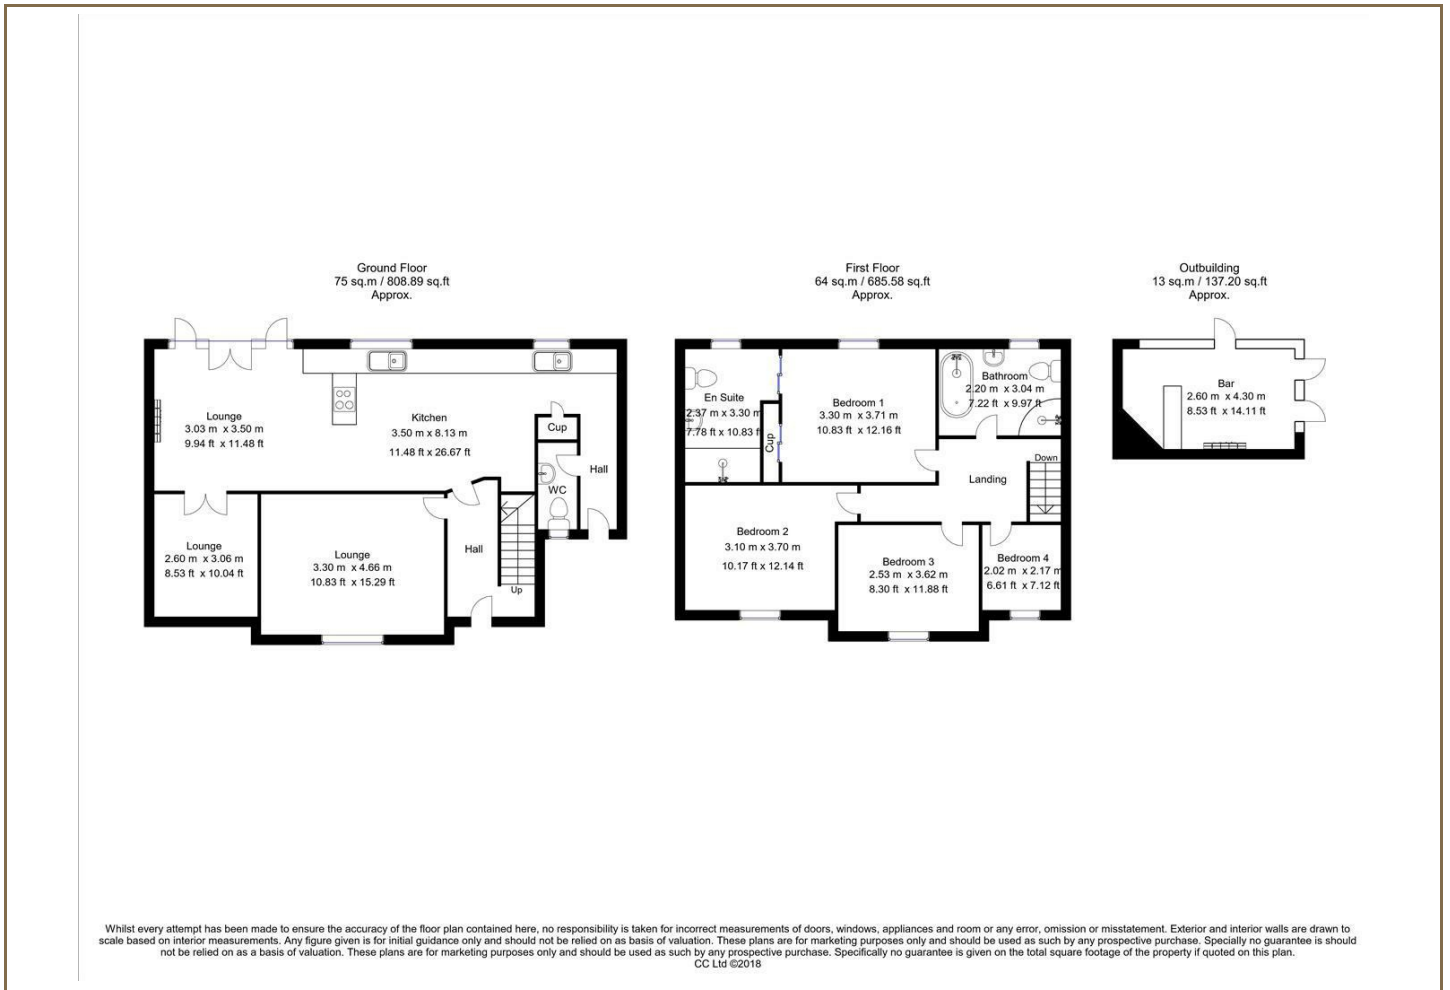 Ground Floor
75 sq.m / 808.89 sq.ft
Approx.
Lounge
3.03 m x 3.50 m
9.94 ft x 11.48 ft
Kitchen
3.50 m x 8.13 m
11.48 ft x 26.67 ft
Cup
WC
Hall
Lounge
2.60 m x 3.06 m
8.53 ft x 10.04 ft
Lounge
3.30 m x 4.66 m
10.83 ft x 15.29 ft
Hall
Up
First Floor
64 sq.m / 685.58 sq.ft
Approx.
En Suite
2.37 m x 3.30 m
7.78 ft x 10.83 ft
Cup
Bedroom 1
3.30 m x 3.71 m
10.83 ft x 12.16 ft
Bathroom
2.20 m x 3.04 m
7.22 ft x 9.97 ft
Down
Landing
Bedroom 2
3.10 m x 3.70 m
10.17 ft x 12.14 ft
Bedroom 3
2.53 m x 3.62 m
8.30 ft x 11.88 ft
Bedroom 4
2.02 m x 2.17 m
6.61 ft x 7.12 ft
Outbuilding
13 sq.m / 137.20 sq.ft
Approx.
Bar
2.60 m x 4.30 m
8.53 ft x 14.11 ft
Whilst every attempt has been made to ensure the accuracy of the floor plan contained here, no responsibility is taken for incorrect measurements of doors, windows, appliances and room or any error, omission or misstatement. Exterior and interior walls are drawn to
scale based on interior measurements. Any figure given is for initial guidance only and should not be relied on as basis of valuation. These plans are for marketing purposes only and should be used as such by any prospective purchase. Specially no guarantee is should
not be relied on as a basis of valuation. These plans are for marketing purposes only and should be used as such by any prospective purchase. Specifically no guarantee is given on the total square footage of the property if quoted on this plan.
CC Ltd ©2018